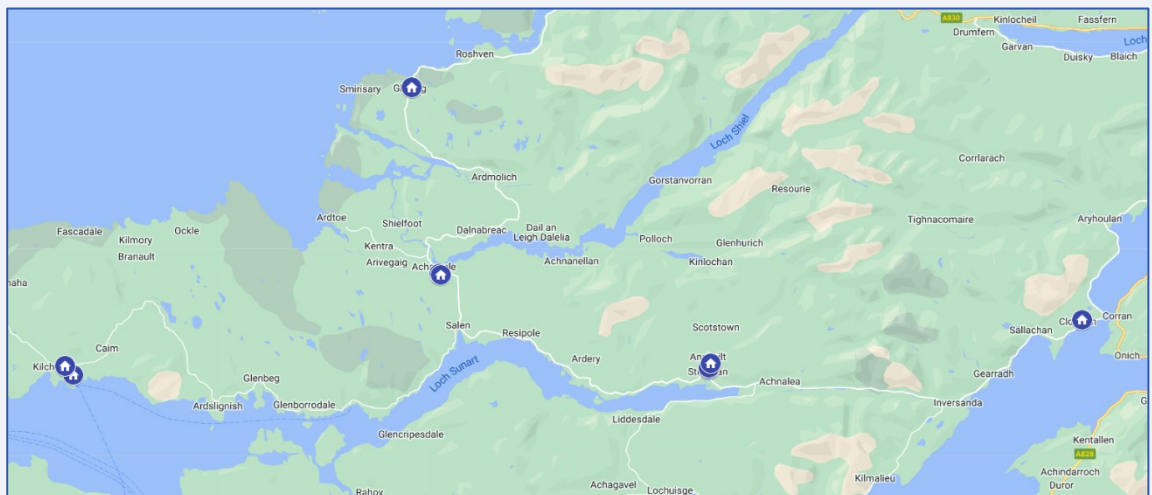 A830
Kinlocheil
Fassfern
Drumfern
Garvan
Loch
Duisky
Blaich
Roshven
Smirisary
Loch Shiel
Corrlarach
Ardmolich
Gorstanvorran
Resourie
Ardtoe
Shielfoot
Tighnacomaire
Aryhoulan
Fascadale
Ockle
Kilmory
Dalnabreac
Dail an
Leigh Dalelia
Branault
Kentra
Polloch
Glenhurich
Arivegaig
Achnanellan
Kinlochan
naha
Salen
Resipole
Scotstown
Sallachan
Corran
Caim
Ardery
Onich
Loch Sunart
Glenbeg
Achnalea
Gearradh
Ardslignish
Glenborrodale
Inversanda
Liddesdale
Glencripesdale
Kentallen
A828
Kilmalieu
Achindarroch
Duror
Rahoy
Achagavel
Lochuisge